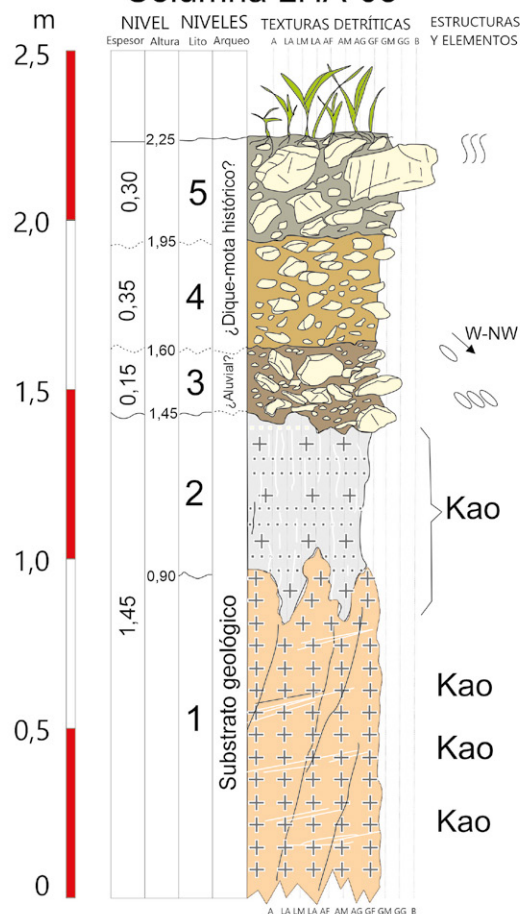 m
NIVEL NIVELES TEXTURAS DETRÍTICAS ESTRUCTURAS
Espesor Altura Lito Arqueo A LA LM LA AF AM AG GF GM GG B Y ELEMENTOS
2,5
2,25
0,30
5
2,0
1,95
¿Dique-mota histórico?
0,35
4
1,60
W-NW
0,15
3
¿Aluvial?
1,5
1,45
2
Kao
1,0
0,90
1,45
Substrato geológico
1
Kao
0,5
Kao
Kao
0
A LA LM LA AF AM AG GF GM GG B